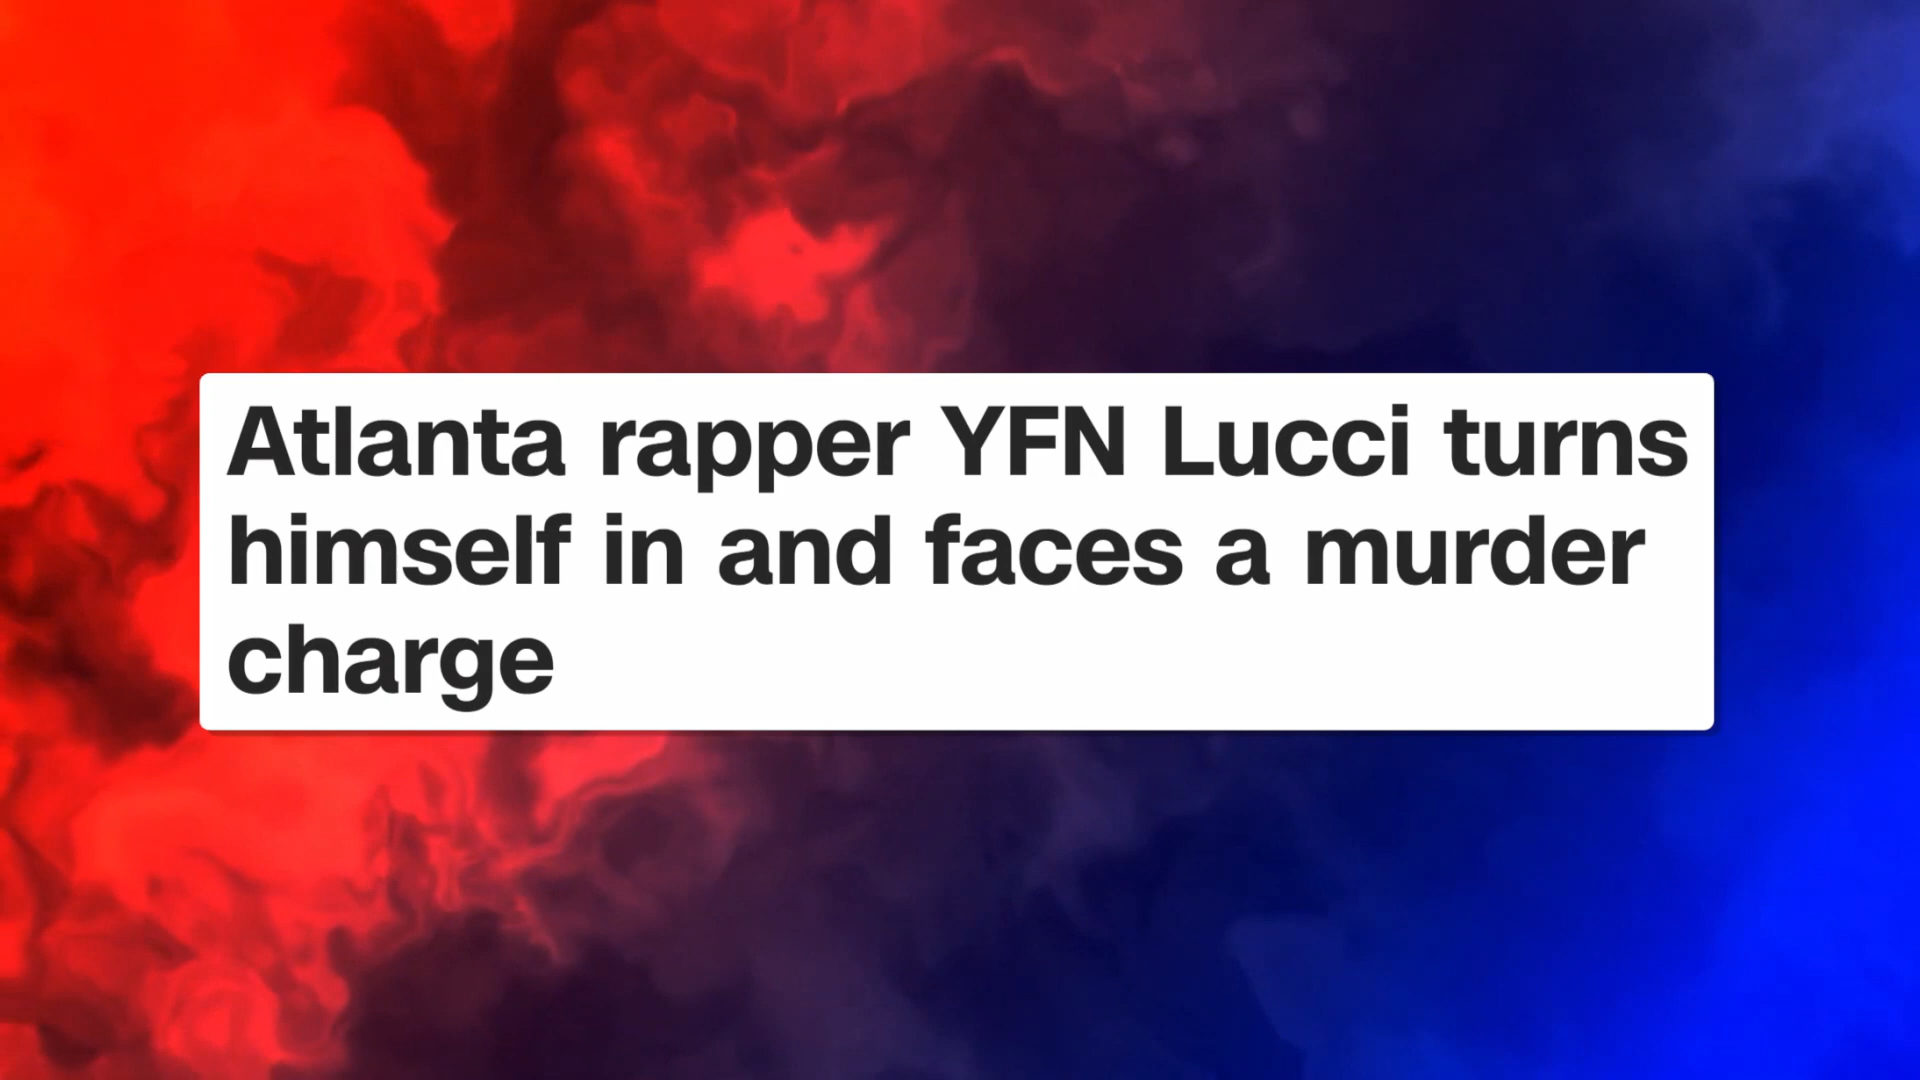 Atlanta rapper YFN Lucci turns
himself in and faces a murder
charge